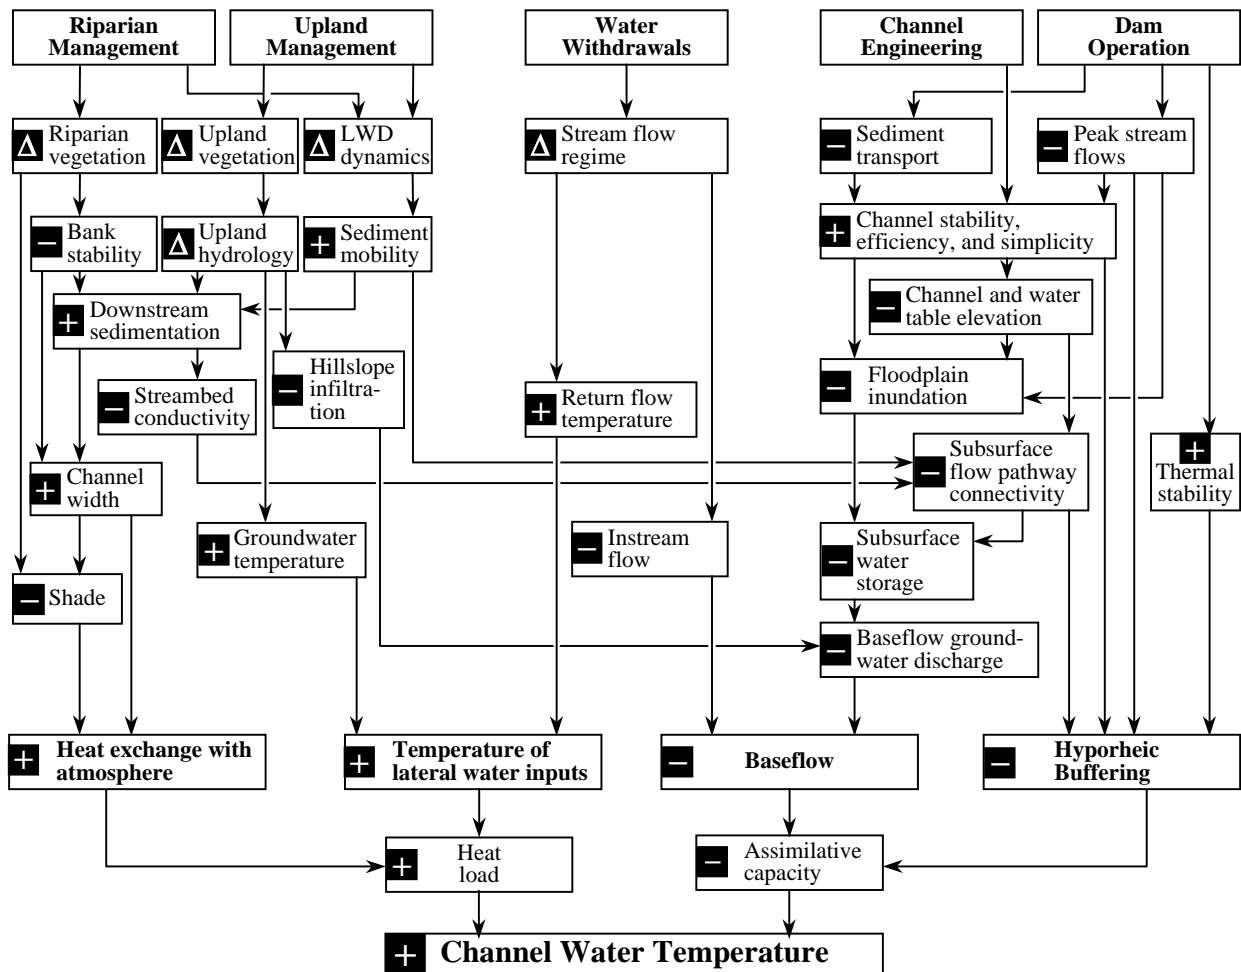 Riparian
Management
Upland
Management
Water
Withdrawals
Channel
Engineering
Dam
Operation
Δ Riparian
vegetation
Δ Upland
vegetation
Δ LWD
dynamics
Δ Stream flow
regime
− Sediment
transport
− Peak stream
flows
− Bank
stability
Δ Upland
hydrology
+ Sediment
mobility
+ Channel stability,
efficiency, and simplicity
+ Downstream
sedimentation
− Channel and water
table elevation
− Streambed
conductivity
− Hillslope
infiltra-
tion
+ Return flow
temperature
− Floodplain
inundation
+ Channel
width
− Subsurface
flow pathway
connectivity
+
Thermal
stability
+ Groundwater
temperature
− Instream
flow
− Subsurface
water
storage
− Shade
− Baseflow ground-
water discharge
+ Heat exchange with
atmosphere
+ Temperature of
lateral water inputs
− Baseflow
− Hyporheic
Buffering
+ Heat
load
− Assimilative
capacity
+ Channel Water Temperature